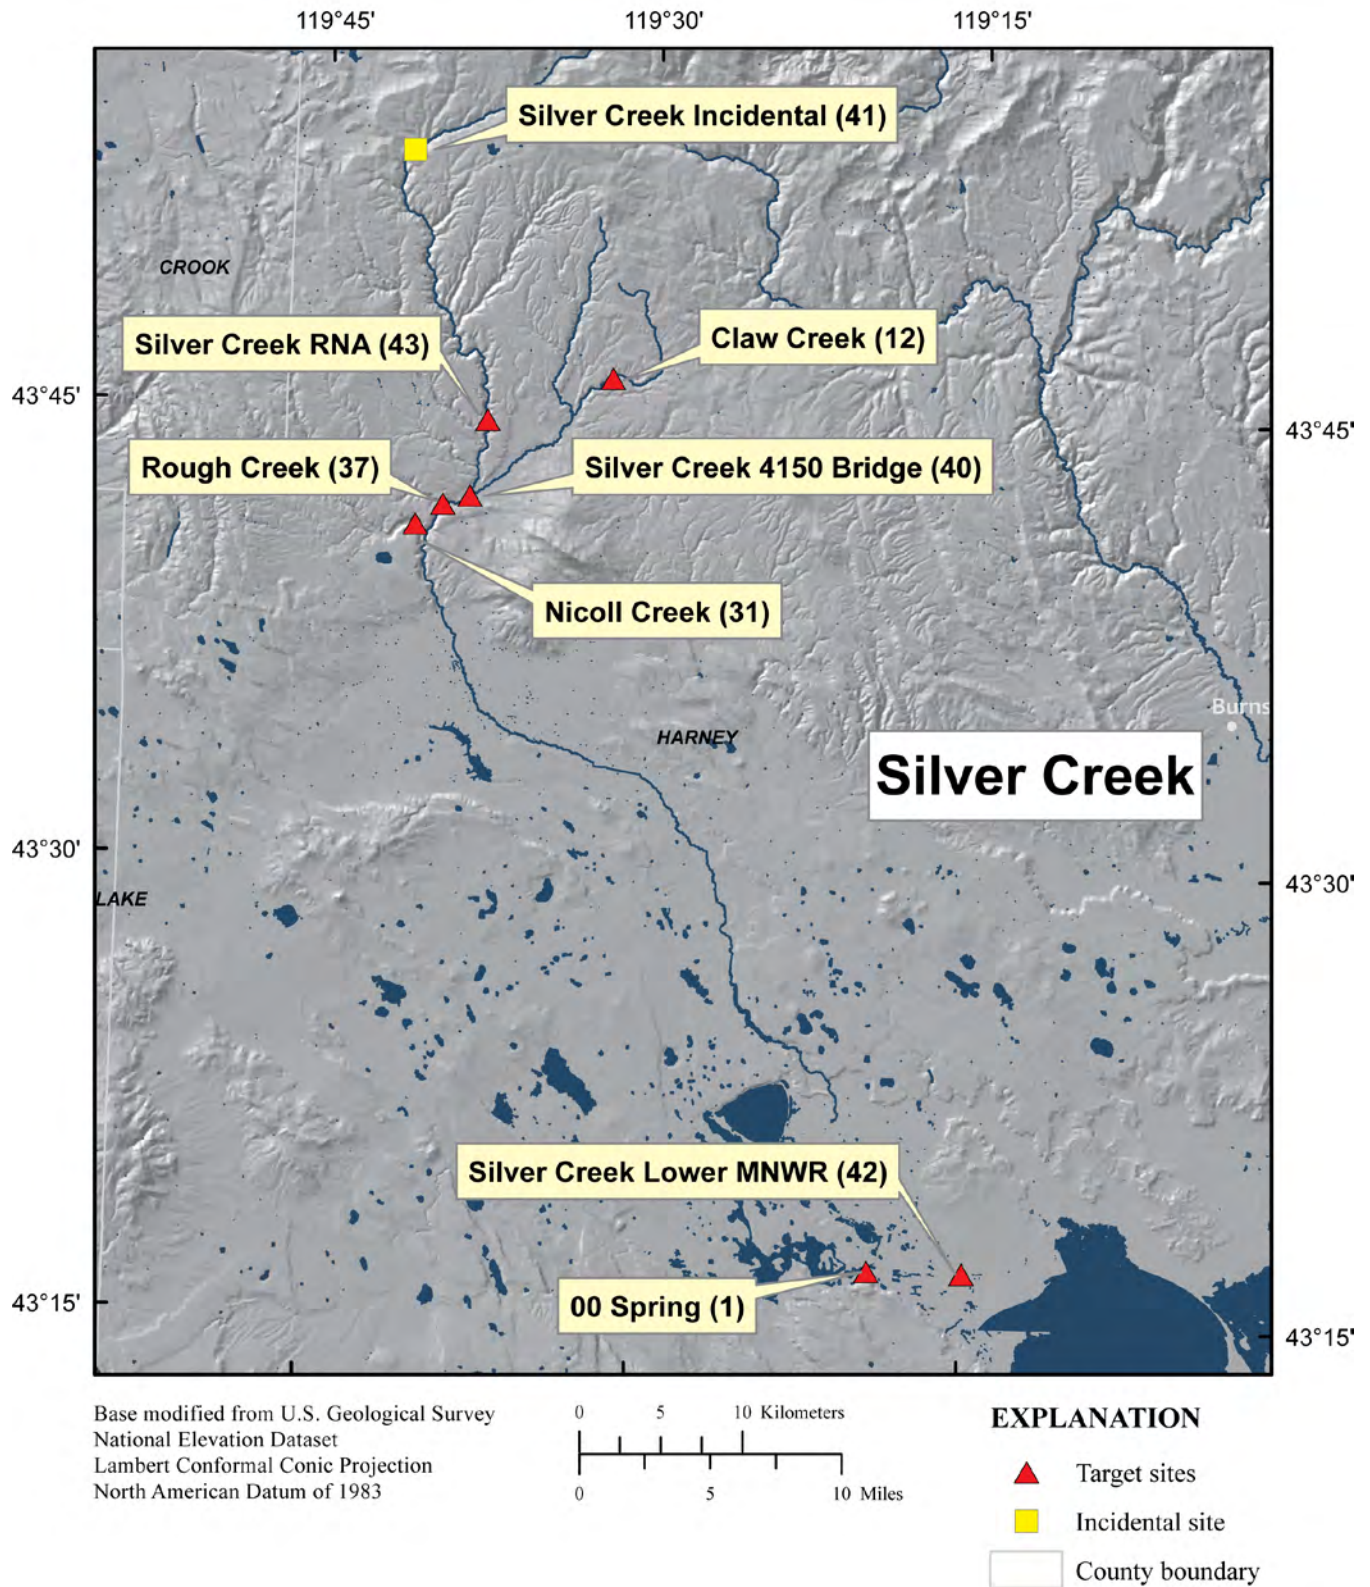 119°45'
119°30'
119°15'
Silver Creek Incidental (41)
CROOK
Silver Creek RNA (43)
Claw Creek (12)
43°45'
43°45'
Rough Creek (37)
Silver Creek 4150 Bridge (40)
Nicoll Creek (31)
Burns
HARNEY
Silver Creek
43°30'
43°30'
LAKE
Silver Creek Lower MNWR (42)
00 Spring (1)
43°15'
43°15'
Base modified from U.S. Geological Survey
National Elevation Dataset
Lambert Conformal Conic Projection
North American Datum of 1983
0 5 10 Kilometers
0 5 10 Miles
EXPLANATION
Target sites
Incidental site
County boundary